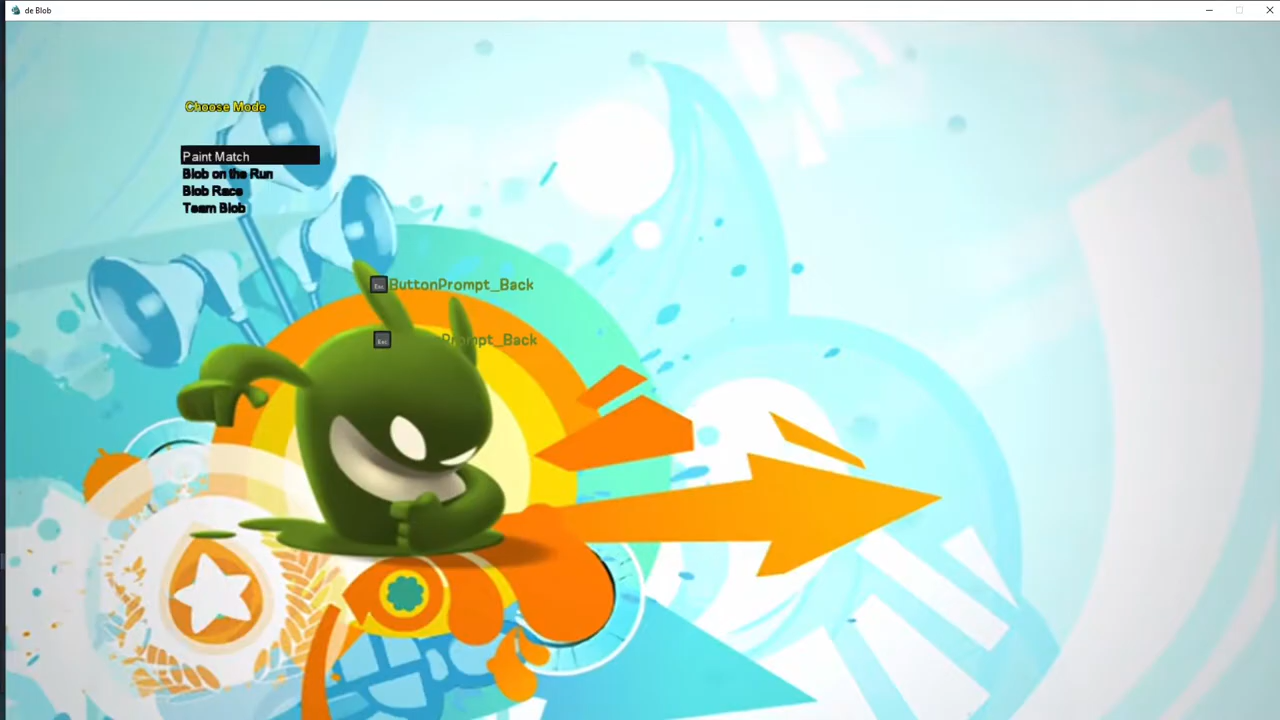 de Blob
Choose Mode
Paint Match
Blob on the Run
Blob Race
Team Blob
Esc ButtonPrompt_Back
Esc Prompt_Back